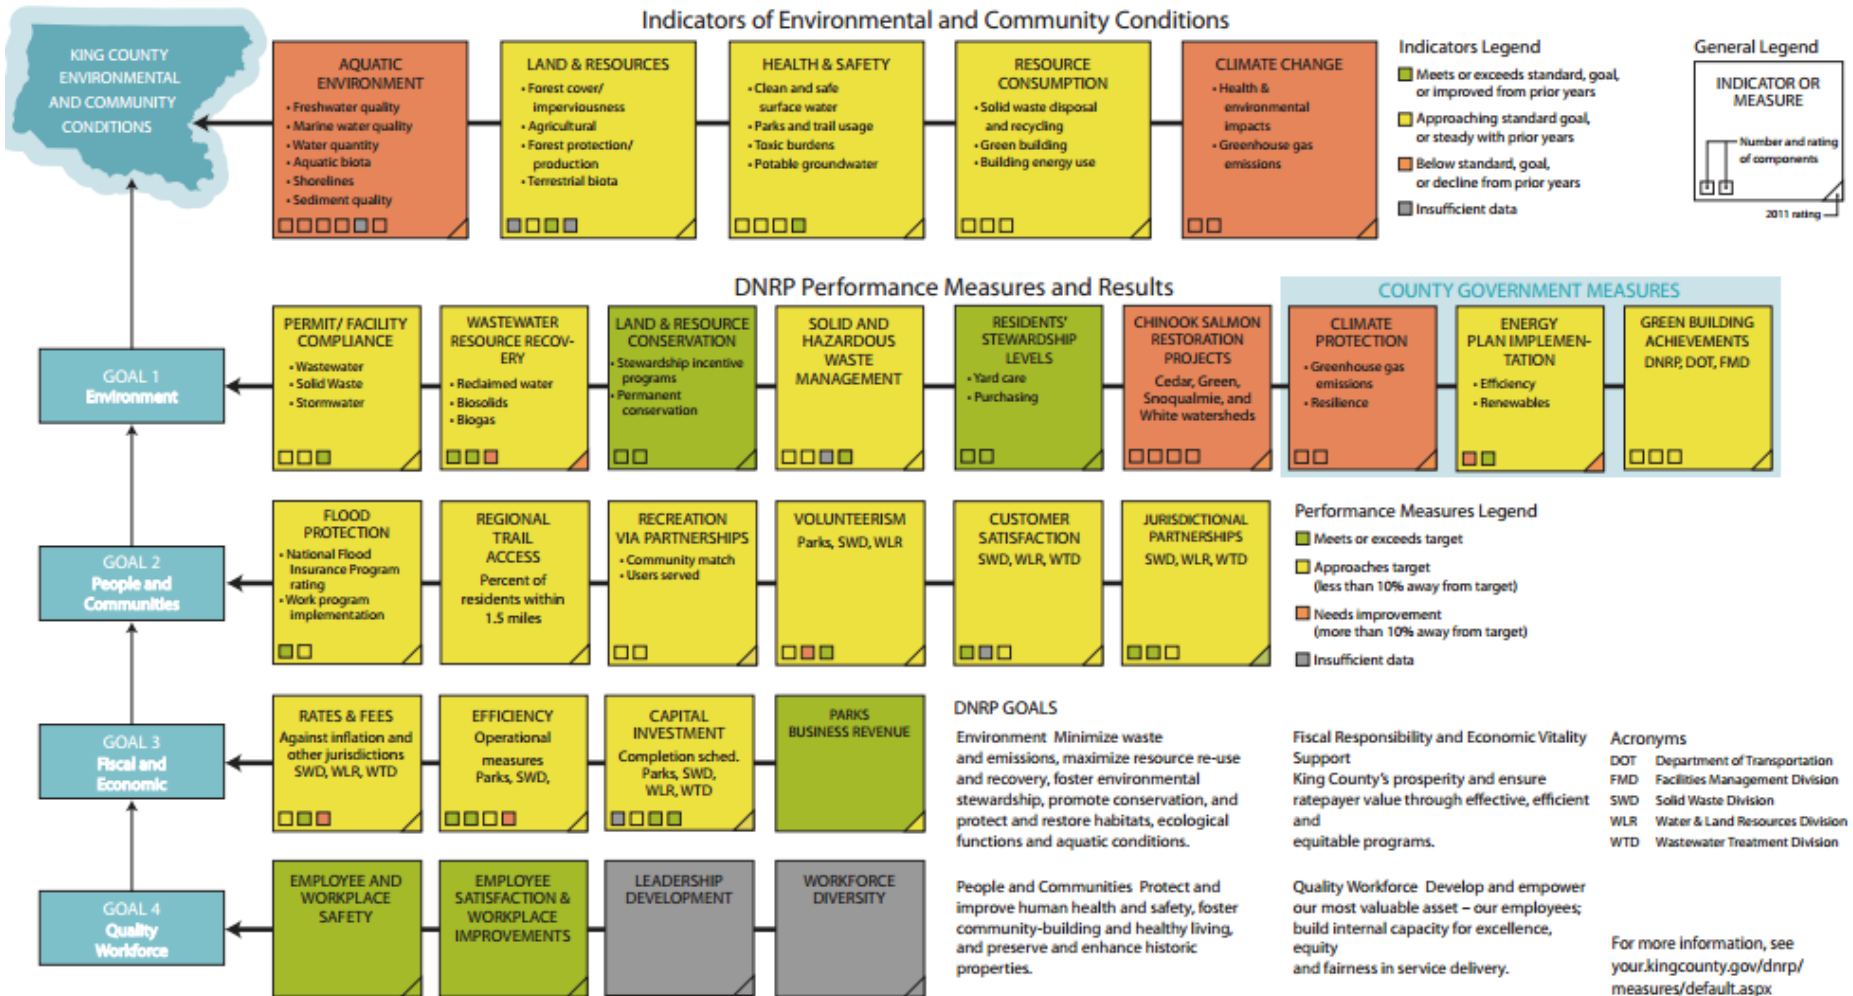 Indicators of Environmental and Community Conditions
KING COUNTY
ENVIRONMENTAL
AND COMMUNITY
CONDITIONS
AQUATIC
ENVIRONMENT
• Freshwater quality
• Marine water quality
• Water quantity
• Aquatic biota
• Shorelines
• Sediment quality
LAND & RESOURCES
• Forest cover/
imperviousness
• Agricultural
• Forest protection/
production
• Terrestrial biota
HEALTH & SAFETY
• Clean and safe
surface water
• Parks and trail usage
• Toxic burdens
• Potable groundwater
RESOURCE
CONSUMPTION
• Solid waste disposal
and recycling
• Green building
• Building energy use
CLIMATE CHANGE
• Health &
environmental
impacts
• Greenhouse gas
emissions
Indicators Legend
Meets or exceeds standard, goal,
or improved from prior years
Approaching standard goal,
or steady with prior years
Below standard, goal,
or decline from prior years
Insufficient data
General Legend
INDICATOR OR
MEASURE
Number and rating
of components
2011 rating
DNRP Performance Measures and Results
COUNTY GOVERNMENT MEASURES
GOAL 1
Environment
PERMIT/ FACILITY
COMPLIANCE
• Wastewater
• Solid Waste
• Stormwater
WASTEWATER
RESOURCE RECOV-
ERY
• Reclaimed water
• Biosolids
• Biogas
LAND & RESOURCE
CONSERVATION
• Stewardship incentive
programs
• Permanent
conservation
SOLID AND
HAZARDOUS
WASTE
MANAGEMENT
RESIDENTS'
STEWARDSHIP
LEVELS
• Yard care
• Purchasing
CHINOOK SALMON
RESTORATION
PROJECTS
Cedar, Green,
Snoqualmie, and
White watersheds
CLIMATE
PROTECTION
• Greenhouse gas
emissions
• Resilience
ENERGY
PLAN IMPLEMEN-
TATION
• Efficiency
• Renewables
GREEN BUILDING
ACHIEVEMENTS
DNRP, DOT, FMD
GOAL 2
People and
Communities
FLOOD
PROTECTION
• National Flood
Insurance Program
rating
• Work program
implementation
REGIONAL
TRAIL
ACCESS
Percent of
residents within
1.5 miles
RECREATION
VIA PARTNERSHIPS
• Community match
• Users served
VOLUNTEERISM
Parks, SWD, WLR
CUSTOMER
SATISFACTION
SWD, WLR, WTD
JURISDICTIONAL
PARTNERSHIPS
SWD, WLR, WTD
Performance Measures Legend
Meets or exceeds target
Approaches target
(less than 10% away from target)
Needs improvement
(more than 10% away from target)
Insufficient data
GOAL 3
Fiscal and
Economic
RATES & FEES
Against inflation and
other jurisdictions
SWD, WLR, WTD
EFFICIENCY
Operational
measures
Parks, SWD,
CAPITAL
INVESTMENT
Completion sched.
Parks, SWD,
WLR, WTD
PARKS
BUSINESS REVENUE
GOAL 4
Quality
Workforce
EMPLOYEE AND
WORKPLACE
SAFETY
EMPLOYEE
SATISFACTION &
WORKPLACE
IMPROVEMENTS
LEADERSHIP
DEVELOPMENT
WORKFORCE
DIVERSITY
DNRP GOALS
Environment Minimize waste
and emissions, maximize resource re-use
and recovery, foster environmental
stewardship, promote conservation, and
protect and restore habitats, ecological
functions and aquatic conditions.
People and Communities Protect and
improve human health and safety, foster
community-building and healthy living,
and preserve and enhance historic
properties.
Fiscal Responsibility and Economic Vitality
Support
King County's prosperity and ensure
ratepayer value through effective, efficient
and
equitable programs.
Quality Workforce Develop and empower
our most valuable asset – our employees;
build internal capacity for excellence,
equity
and fairness in service delivery.
Acronyms
DOT Department of Transportation
FMD Facilities Management Division
SWD Solid Waste Division
WLR Water & Land Resources Division
WTD Wastewater Treatment Division
For more information, see
your.kingcounty.gov/dnrp/
measures/default.aspx